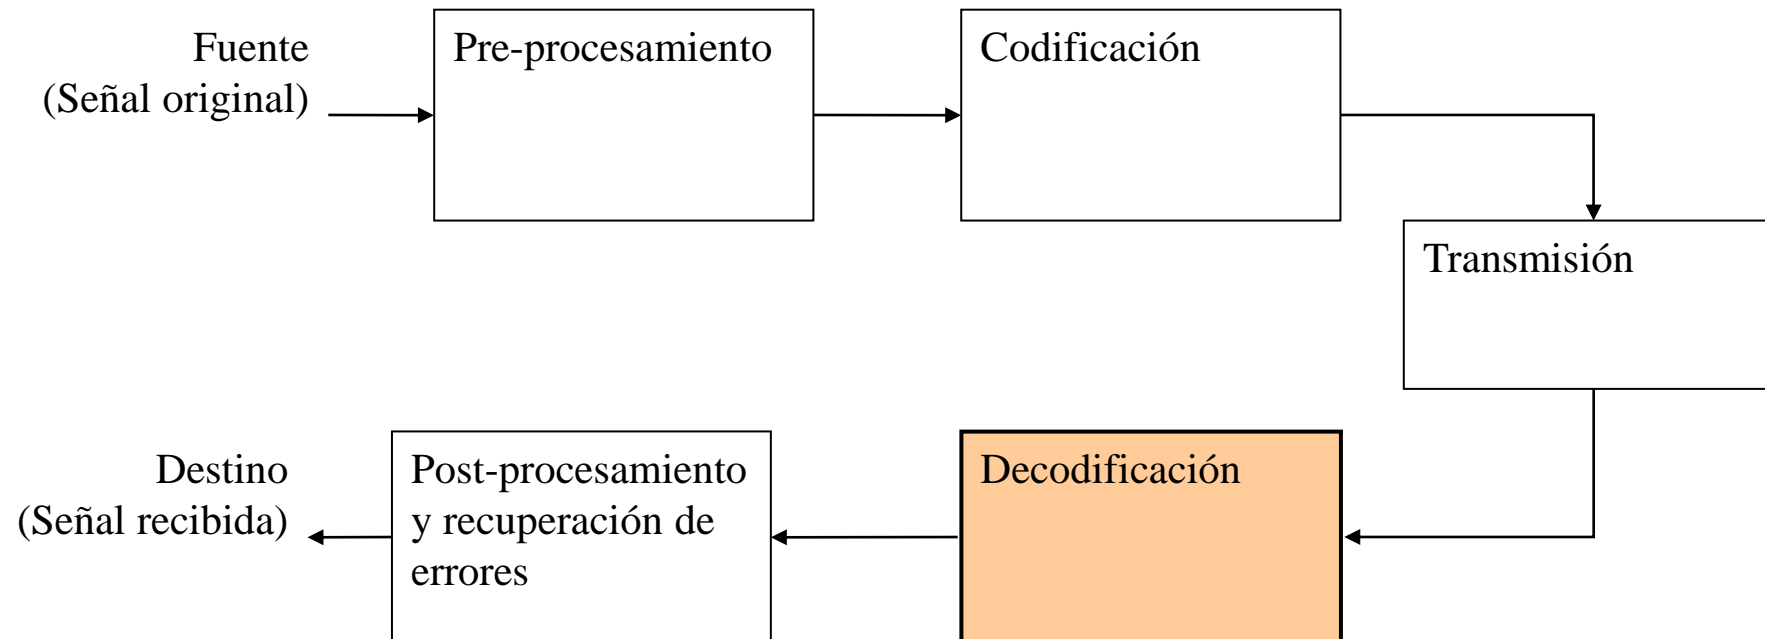 Fuente
(Señal original)
Pre-procesamiento
Codificación
Transmisión
Destino
(Señal recibida)
Post-procesamiento
y recuperación de
errores
Decodificación